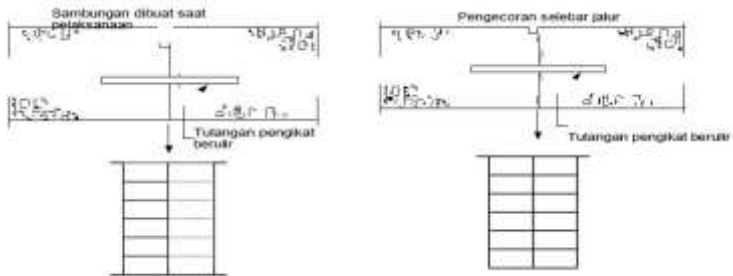 Sambungan dibuat saat
pelaksanaan
Tulangan pengikat
berulir
Pengecoran selebar jalur
Tulangan pengikat berulir